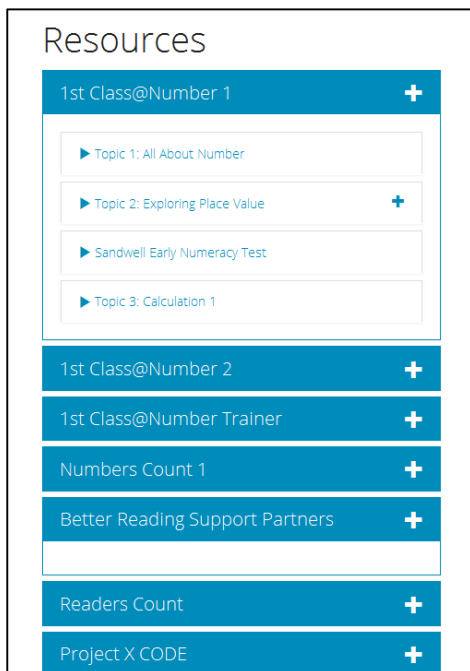 Resources
1st Class@Number 1
Topic 1: All About Number
Topic 2: Exploring Place Value
Sandwell Early Numeracy Test
Topic 3: Calculation 1
1st Class@Number 2
1st Class@Number Trainer
Numbers Count 1
Better Reading Support Partners
Readers Count
Project X CODE